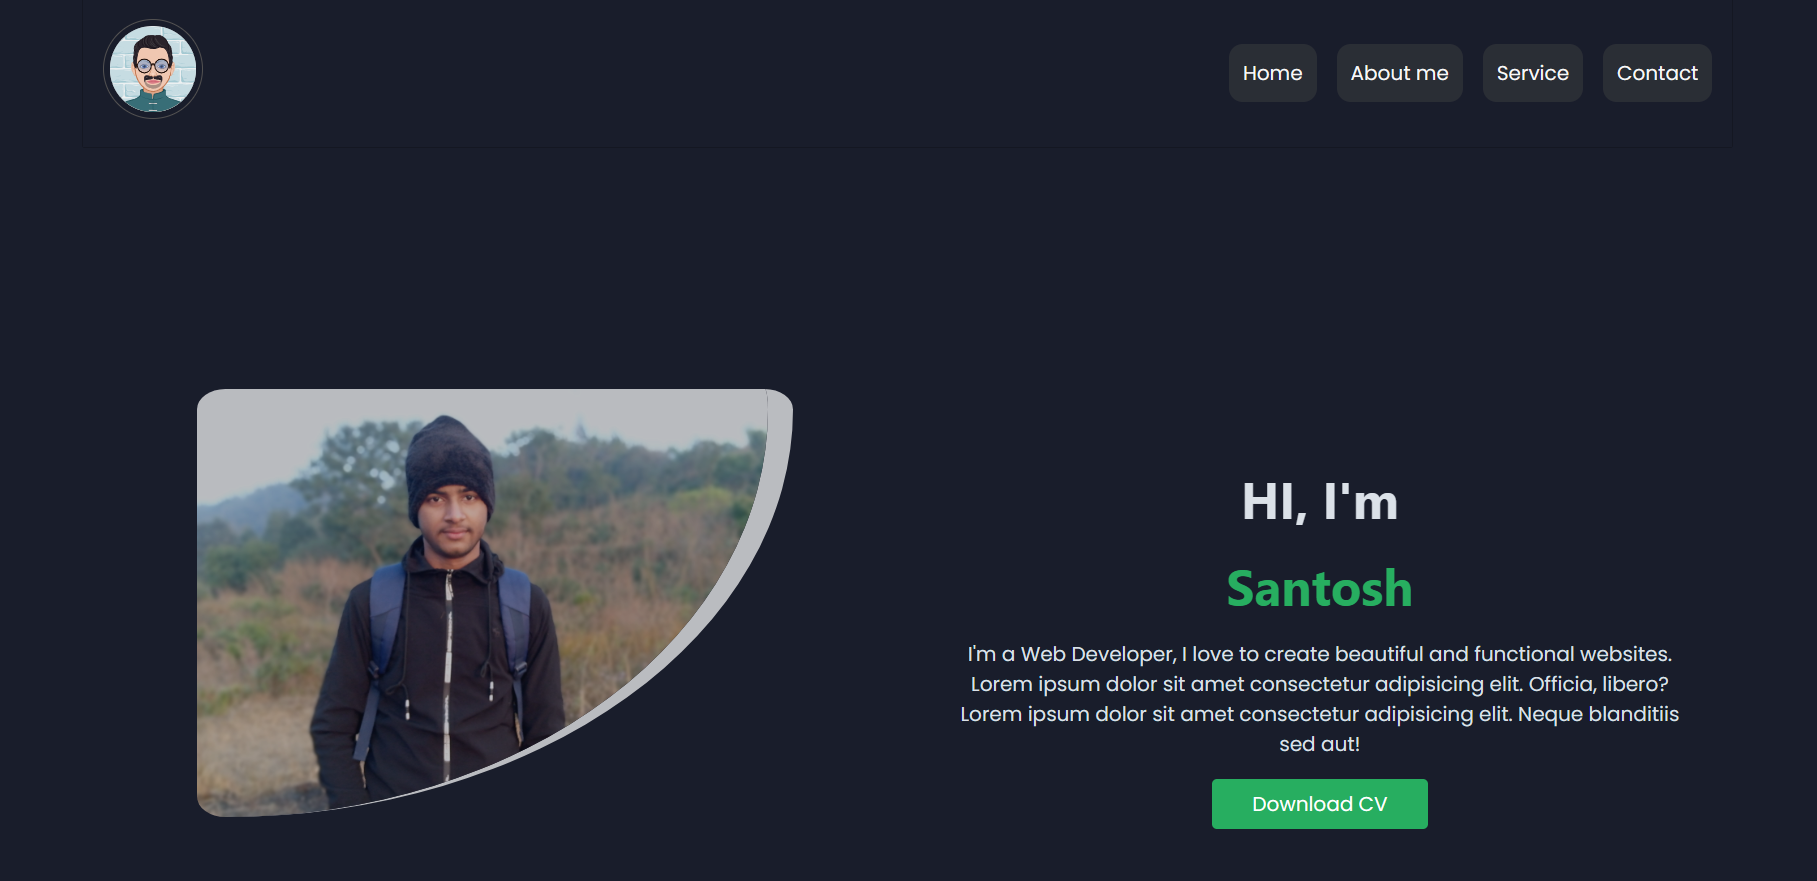 Home About me Service Contact
HI, I'm
Santosh
I'm a Web Developer, I love to create beautiful and functional websites.
Lorem ipsum dolor sit amet consectetur adipisicing elit. Officia, libero?
Lorem ipsum dolor sit amet consectetur adipisicing elit. Neque blanditiis
sed aut!
Download CV